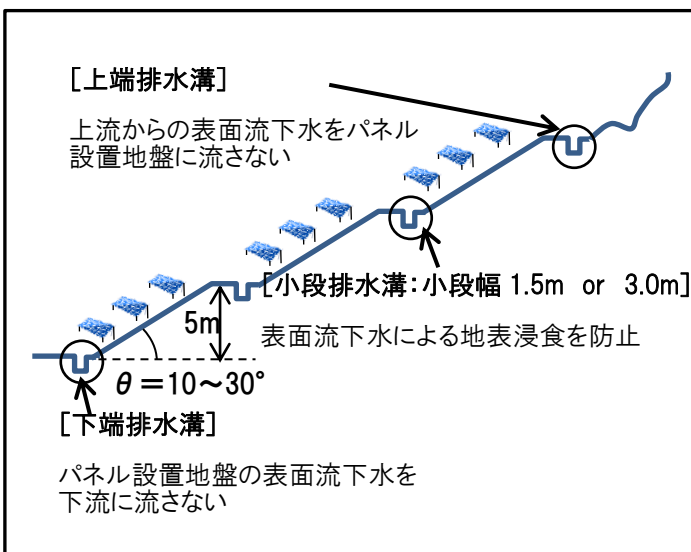 [上端排水溝]
上流からの表面流下水をパネル
設置地盤に流さない
[小段排水溝:小段幅 1.5m or 3.0m]
5m
表面流下水による地表浸食を防止
θ=10～30°
[下端排水溝]
パネル設置地盤の表面流下水を
下流に流さない